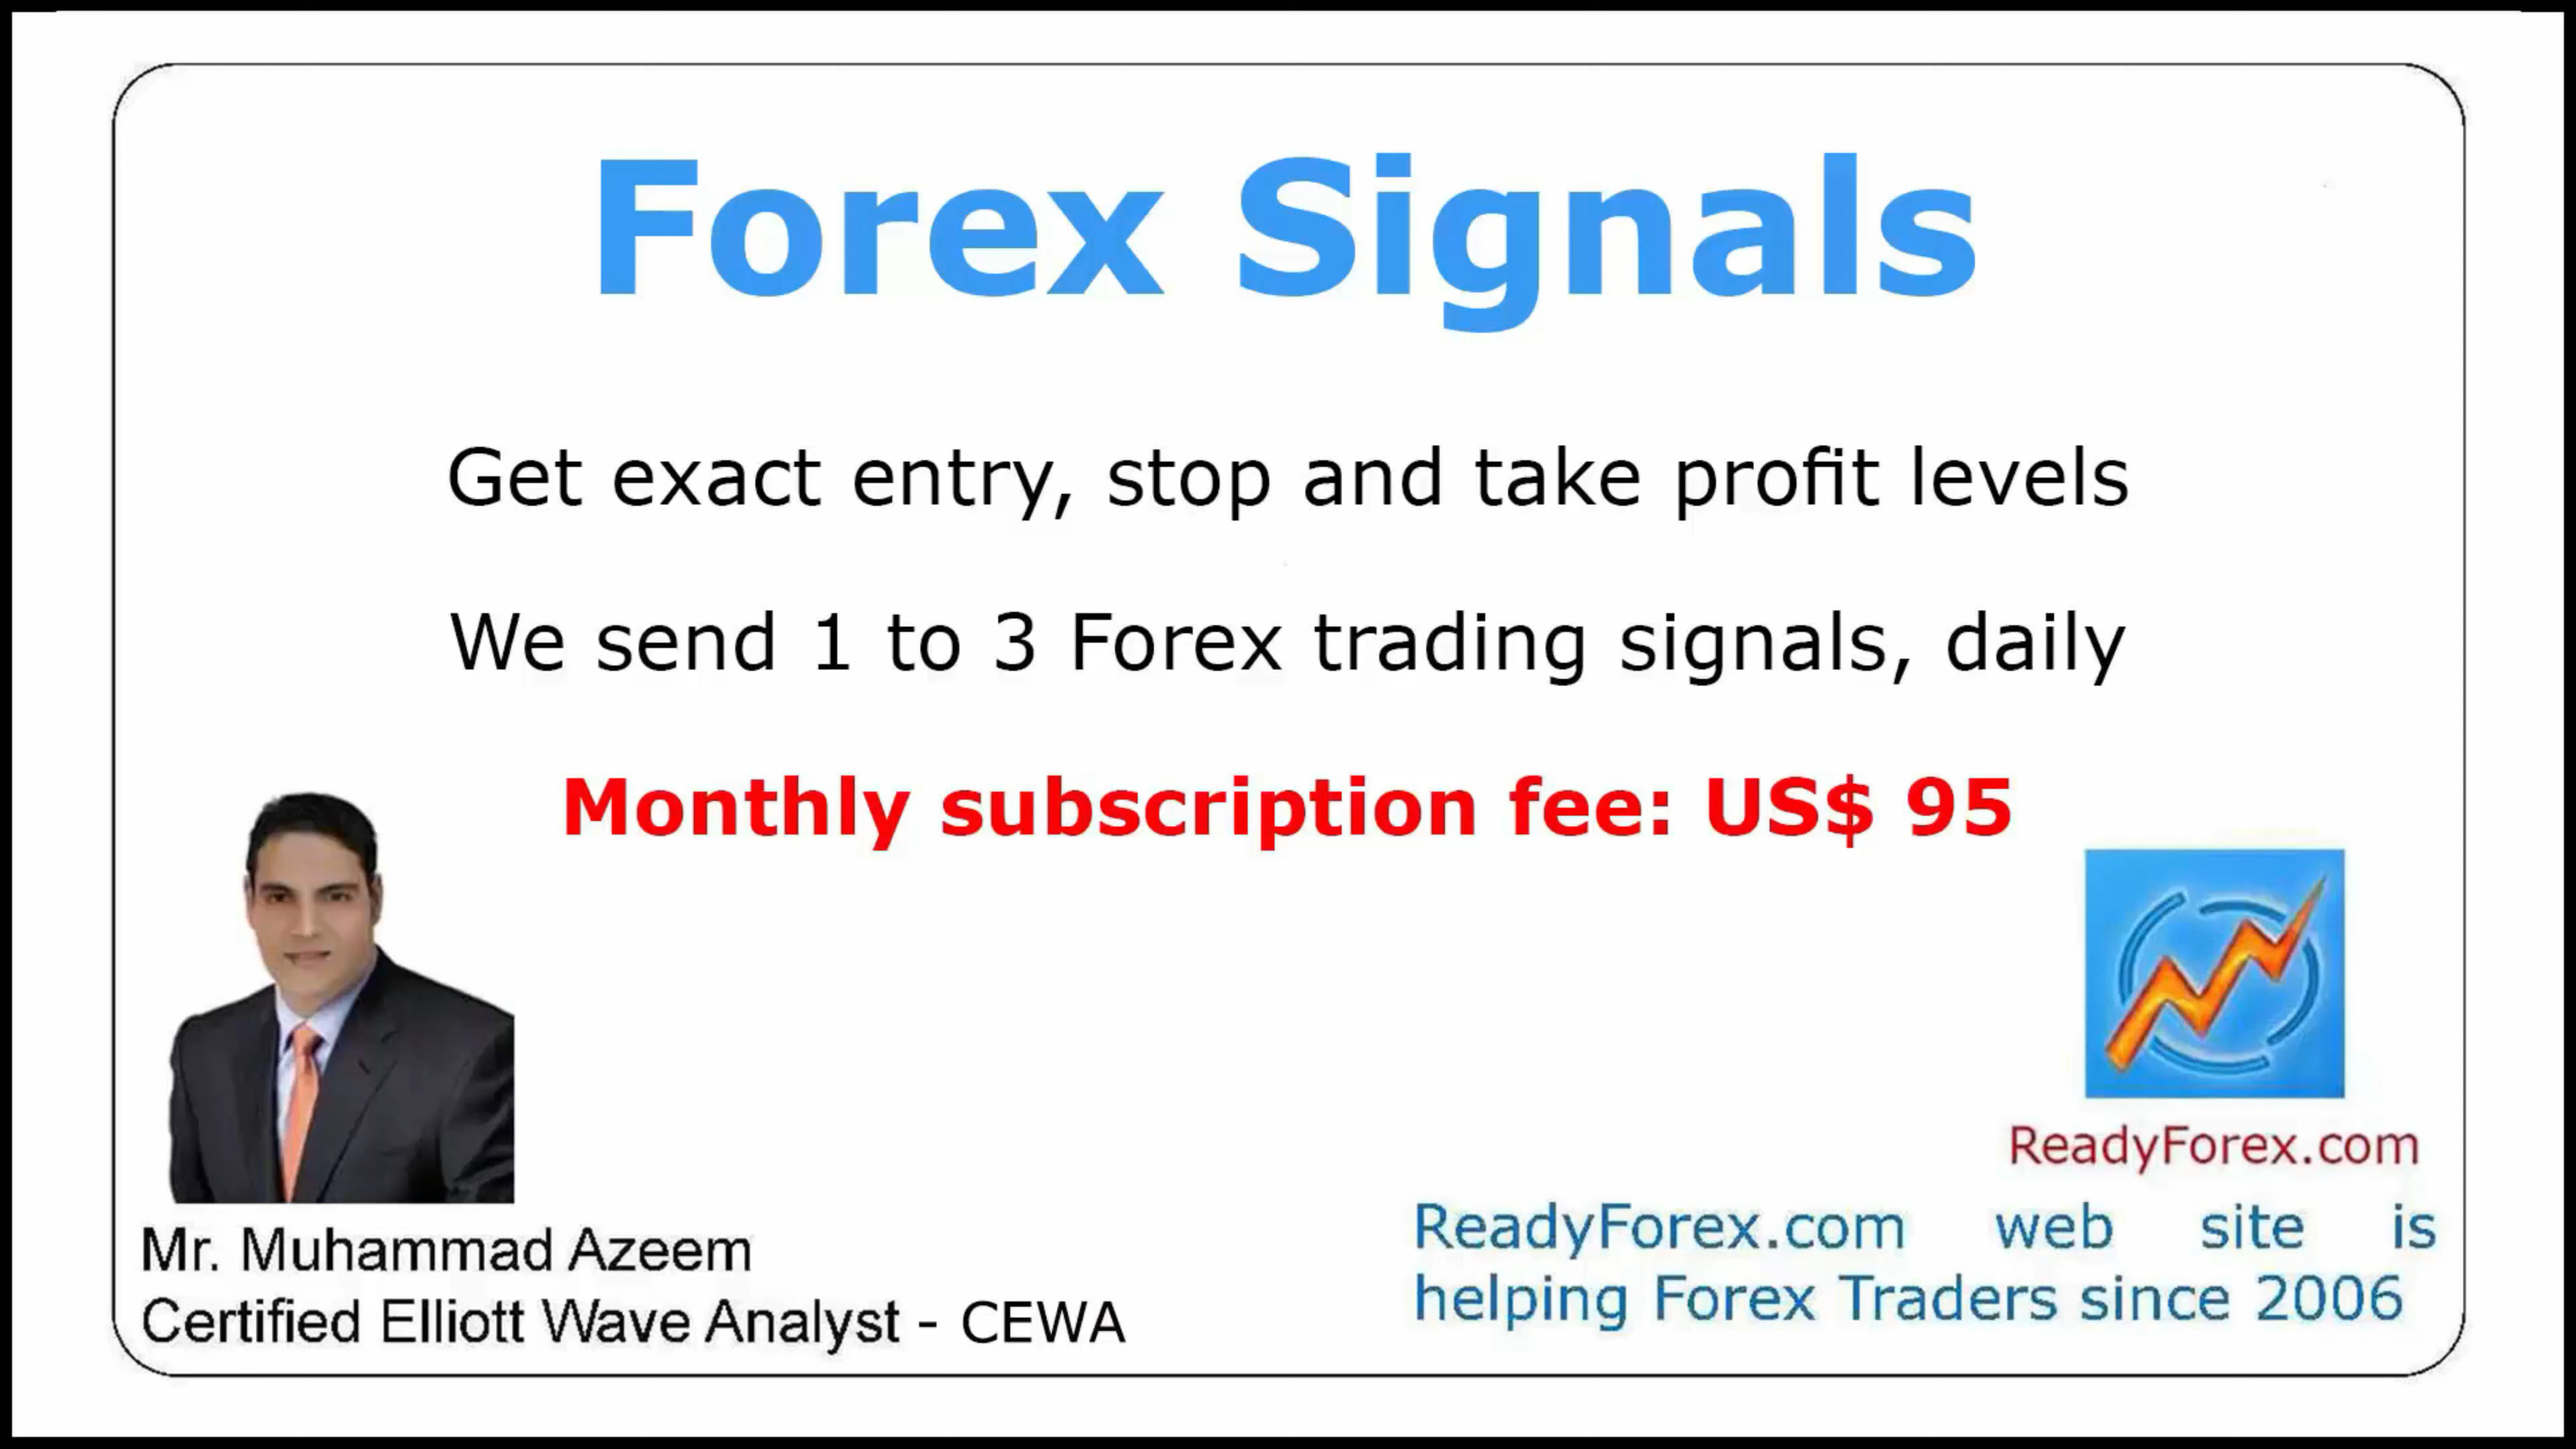 Forex Signals
Get exact entry, stop and take profit levels
We send 1 to 3 Forex trading signals, daily
Monthly subscription fee: US$ 95
ReadyForex.com
Mr. Muhammad Azeem
Certified Elliott Wave Analyst - CEWA
ReadyForex.com web site is
helping Forex Traders since 2006